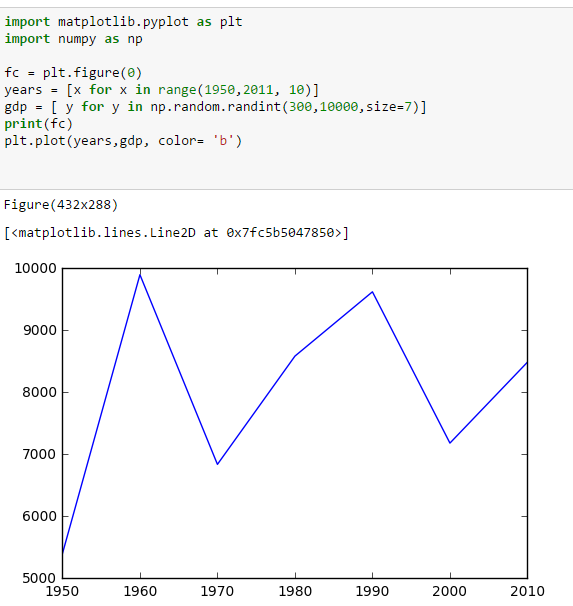 import matplotlib.pyplot as plt
import numpy as np
fc = plt.figure(0)
years = [x for x in range(1950,2011, 10)]
gdp = [ y for y in np.random.randint(300,10000,size=7)]
print(fc)
plt.plot(years,gdp, color= 'b')
Figure(432x288)
[<matplotlib.lines.Line2D at 0x7fc5b5047850>]
10000
9000
8000
7000
6000
5000
1950 1960 1970 1980 1990 2000 2010